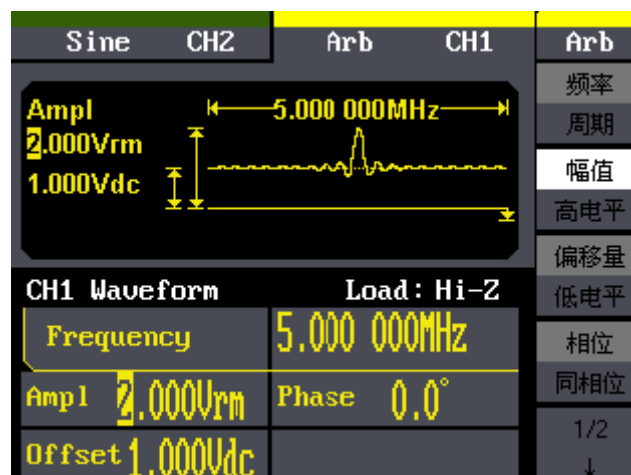 Sine CH2 Arb CH1 Arb
频率
周期
幅值
高电平
偏移量
低电平
相位
同相位
1/2
↓
Ampl
5.000 000MHz
2.000Vrm
1.000Vdc
CH1 Waveform Load: Hi-Z
Frequency 5.000 000MHz
Ampl 2.000Vrm Phase 0.0°
Offset 1.000Vdc